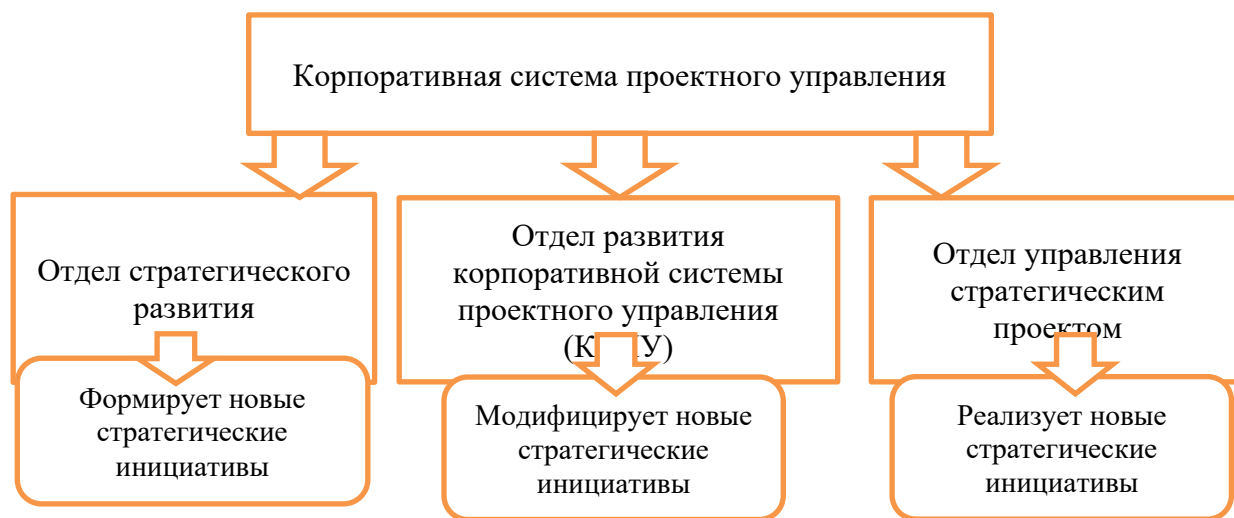 Корпоративная система проектного управления
Отдел стратегического
развития
Отдел развития
корпоративной системы
проектного управления
Отдел управления
стратегическим
проектом
Формирует новые
стратегические
инициативы
Модифицирует новые
стратегические
инициативы
Реализует новые
стратегические
инициативы